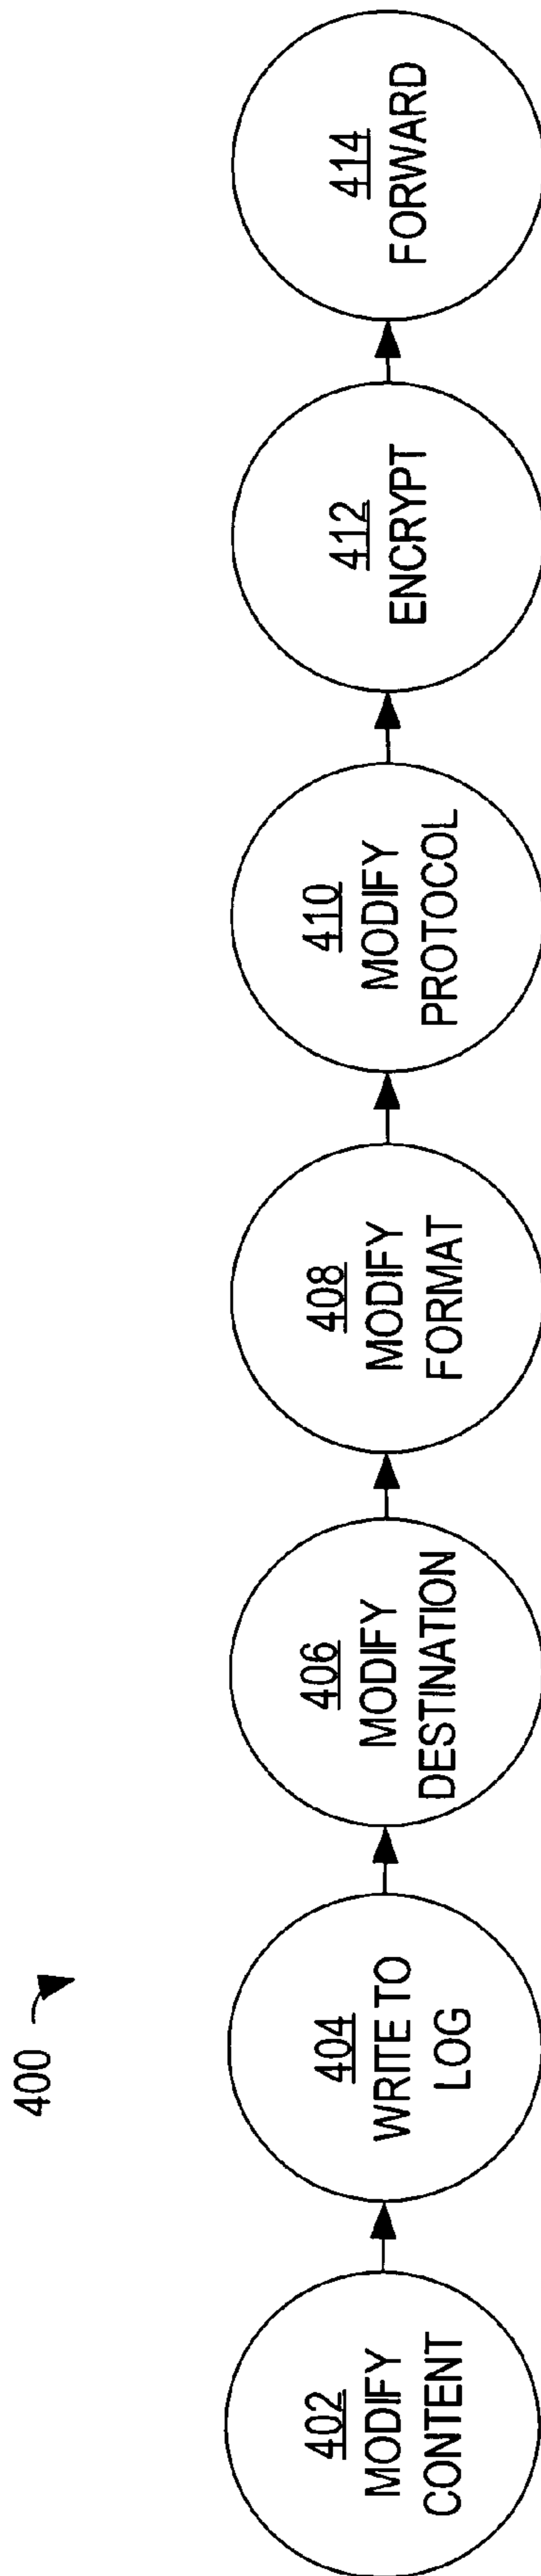 400
402
MODIFY
CONTENT
404
WRITE TO
LOG
406
MODIFY
DESTINATION
408
MODIFY
FORMAT
410
MODIFY
PROTOCOL
412
ENCRYPT
414
FORWARD